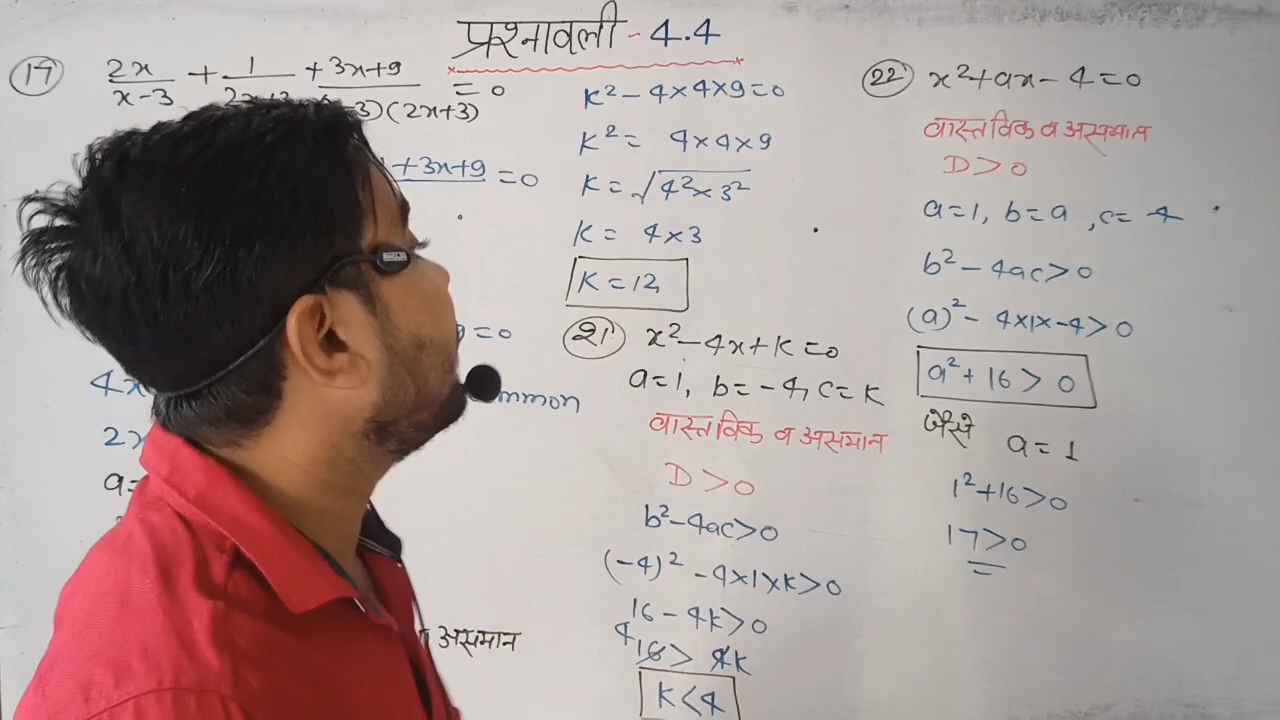 प्रश्नावली - 4.4
17 2x/x-3 + 1/2x+3 + 3x+9/(x-3)(2x+3) = 0
+ 3x+9 = 0
= 0
4x
mmon
2x
a=
असमान
K² - 4×4×9 = 0
K² = 4×4×9
K = √4²×3²
K = 4×3
K = 12
21 x² - 4x + K = 0
a=1, b=-4, c=K
वास्तविक व असमान
D > 0
b² - 4ac > 0
(-4)² - 4×1×K > 0
16 - 4K > 0
4
16 > 4K
K < 4
22 x² + ax - 4 = 0
वास्तविक व असमान
D > 0
a=1, b=a, c= -4
b² - 4ac > 0
(a)² - 4×1×-4 > 0
a² + 16 > 0
जैसे a = 1
1² + 16 > 0
17 > 0